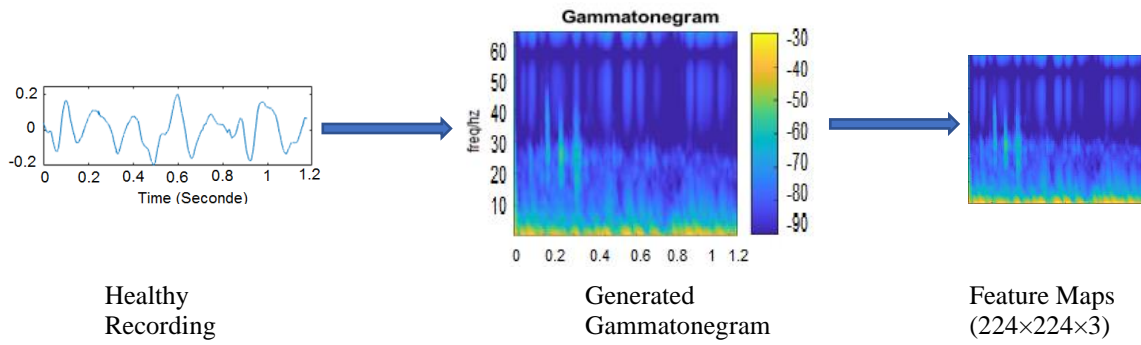 Gammatonegram
0.2
0
-0.2
0 0.2 0.4 0.6 0.8 1 1.2
Time (Seconde)
freq/hz
60
50
40
30
20
10
0 0.2 0.4 0.6 0.8 1 1.2
-30
-40
-50
-60
-70
-80
-90
Healthy
Recording
Generated
Gammatonegram
Feature Maps
(224×224×3)